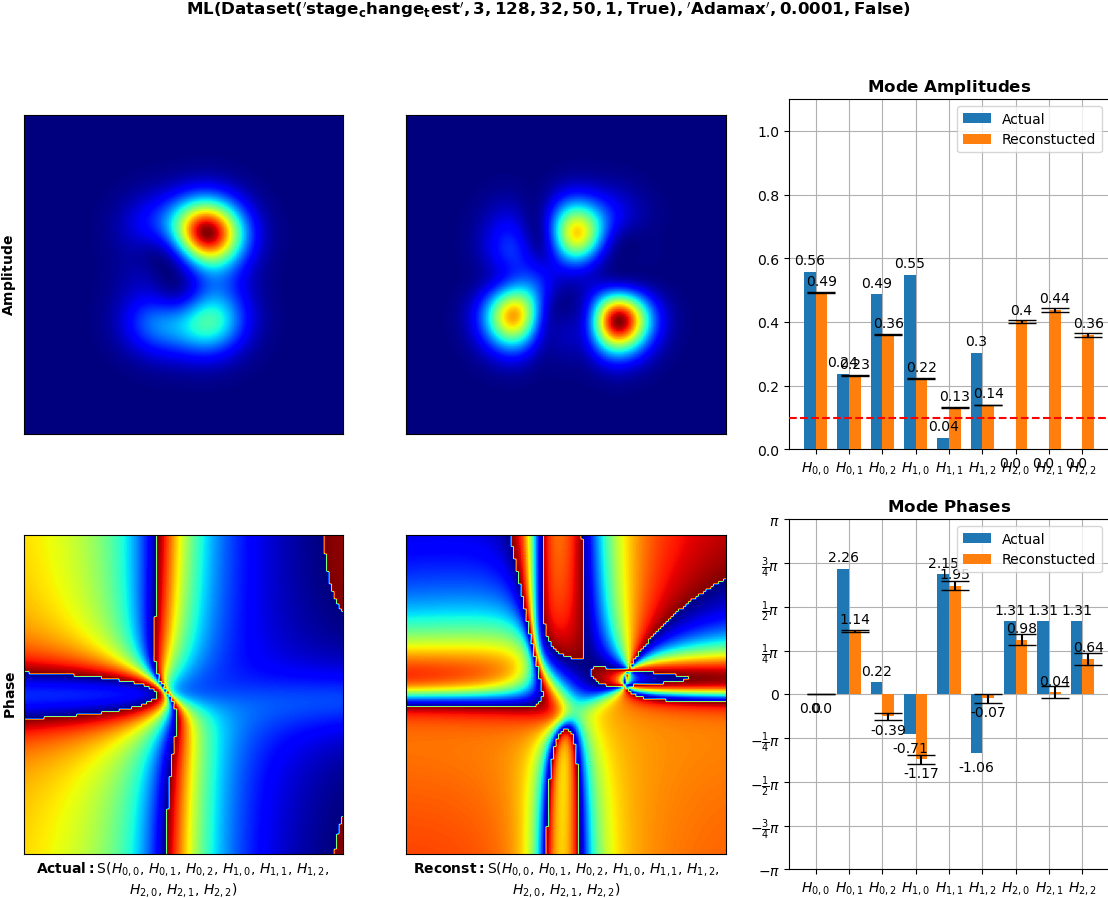 ML(Dataset('stage_change_test', 3, 128, 32, 50, 1, True), 'Adamax', 0.0001, False)
Mode Amplitudes
Amplitude
Actual
Reconstucted
1.0
0.8
0.6
0.4
0.2
0.0
0.56
0.49
0.24
0.23
0.49
0.36
0.55
0.22
0.04
0.13
0.3
0.14
0.0
0.4
0.0
0.44
0.0
0.36
H0,0 H0,1 H0,2 H1,0 H1,1 H1,2 H2,0 H2,1 H2,2
Mode Phases
Phase
Actual
Reconstucted
π
3/4π
1/2π
1/4π
0
−1/4π
−1/2π
−3/4π
−π
0.0
0.0
2.26
1.14
0.22
-0.39
-0.71
-1.17
2.15
1.95
-1.06
-0.07
1.31
0.98
1.31
0.04
1.31
0.64
H0,0 H0,1 H0,2 H1,0 H1,1 H1,2 H2,0 H2,1 H2,2
Actual: S(H0,0, H0,1, H0,2, H1,0, H1,1, H1,2,
H2,0, H2,1, H2,2)
Reconst: S(H0,0, H0,1, H0,2, H1,0, H1,1, H1,2,
H2,0, H2,1, H2,2)